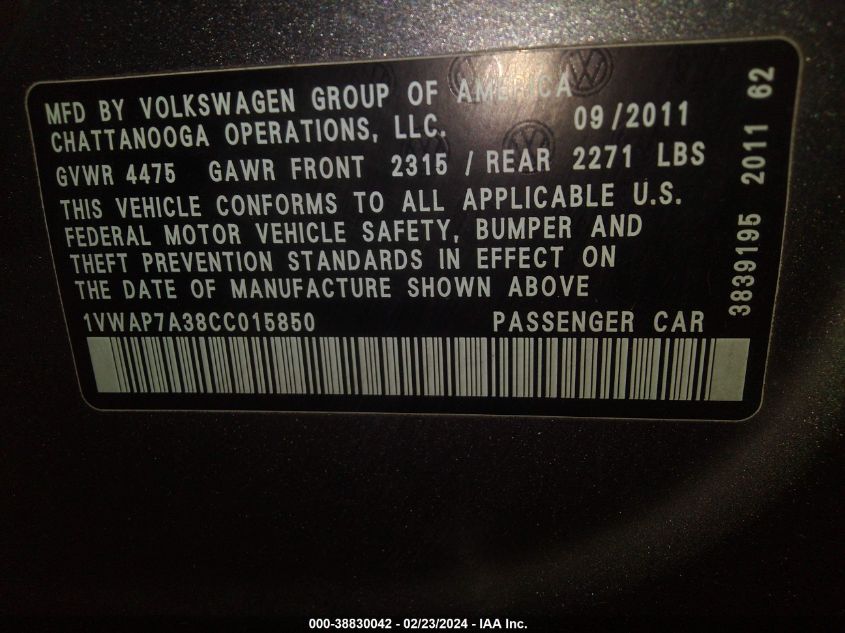 MFD BY VOLKSWAGEN GROUP OF AMERICA
CHATTANOOGA OPERATIONS, LLC. 09/2011
GVWR 4475 GAWR FRONT 2315 / REAR 2271 LBS
THIS VEHICLE CONFORMS TO ALL APPLICABLE U.S.
FEDERAL MOTOR VEHICLE SAFETY, BUMPER AND
THEFT PREVENTION STANDARDS IN EFFECT ON
THE DATE OF MANUFACTURE SHOWN ABOVE
1VWAP7A38CC015850 PASSENGER CAR
3839195 2011 62
000-38830042 - 02/23/2024 - IAA Inc.